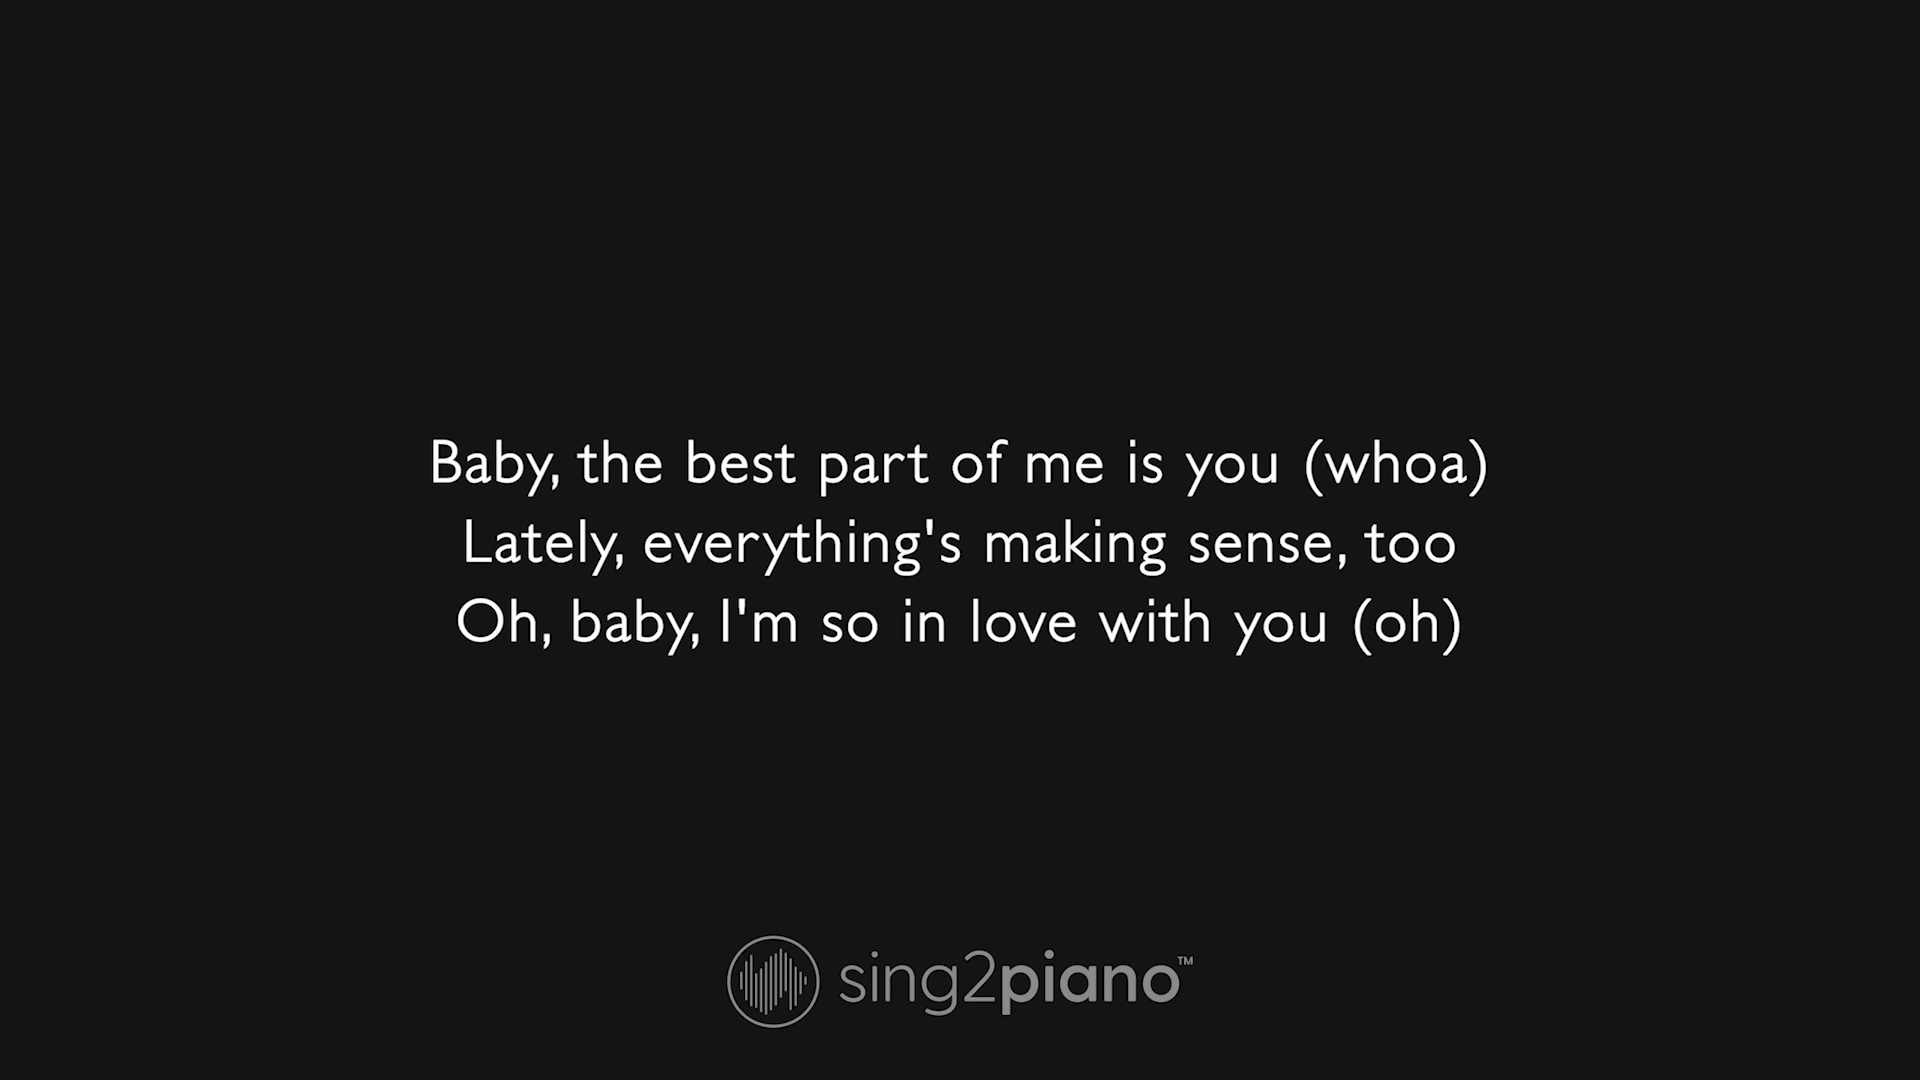 Baby, the best part of me is you (whoa)
Lately, everything's making sense, too
Oh, baby, I'm so in love with you (oh)
sing2piano™